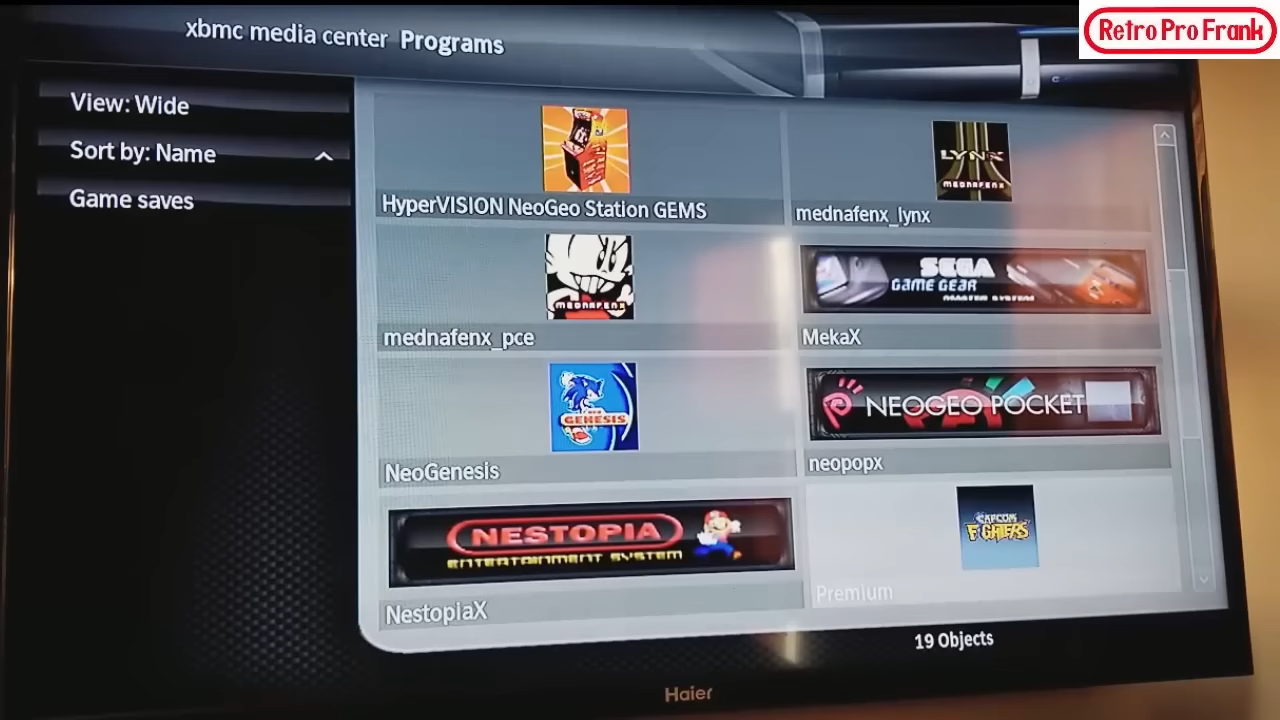 xbmc media center Programs
Retro Pro Frank
View: Wide
Sort by: Name
Game saves
HyperVISION NeoGeo Station GEMS
LYNX
MEDNAFENX
mednafenx_lynx
MEDNAFENX
mednafenx_pce
SEGA
GAME GEAR
MekaX
GENESIS
NeoGenesis
NEOGEO POCKET
neopopx
NESTOPIA
ENTERTAINMENT SYSTEM
NestopiaX
CAPCOM
FIGHTERS
Premium
19 Objects
Haier